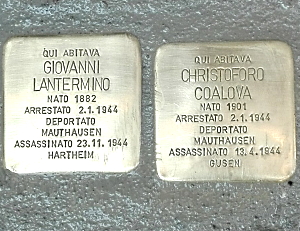 QUI ABITAVA
GIOVANNI
LANTERMINO
NATO 1882
ARRESTATO 2.1.1944
DEPORTATO
MAUTHAUSEN
ASSASSINATO 23.11.1944
HARTHEIM
QUI ABITAVA
CHRISTOFORO
COALOVA
NATO 1901
ARRESTATO 2.1.1944
DEPORTATO
MAUTHAUSEN
ASSASSINATO 13.4.1944
GUSEN